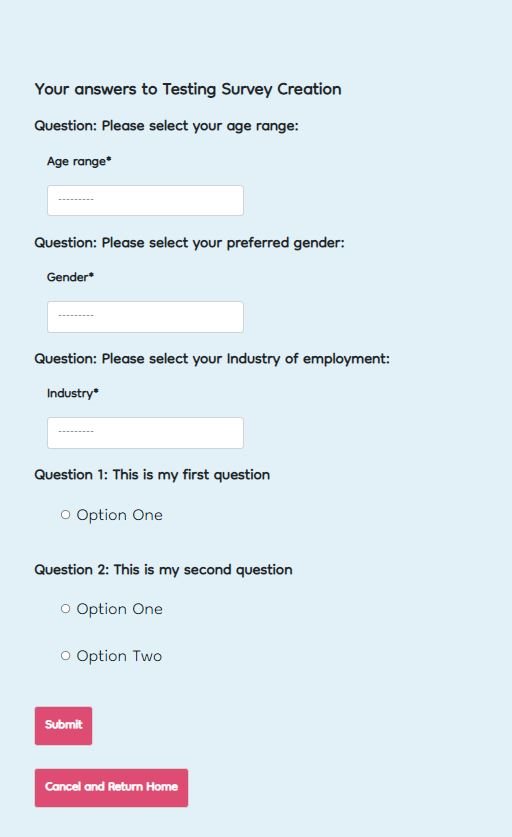 Your answers to Testing Survey Creation
Question: Please select your age range:
Age range*
---------
Question: Please select your preferred gender:
Gender*
---------
Question: Please select your Industry of employment:
Industry*
---------
Question 1: This is my first question
Option One
Question 2: This is my second question
Option One
Option Two
Submit
Cancel and Return Home